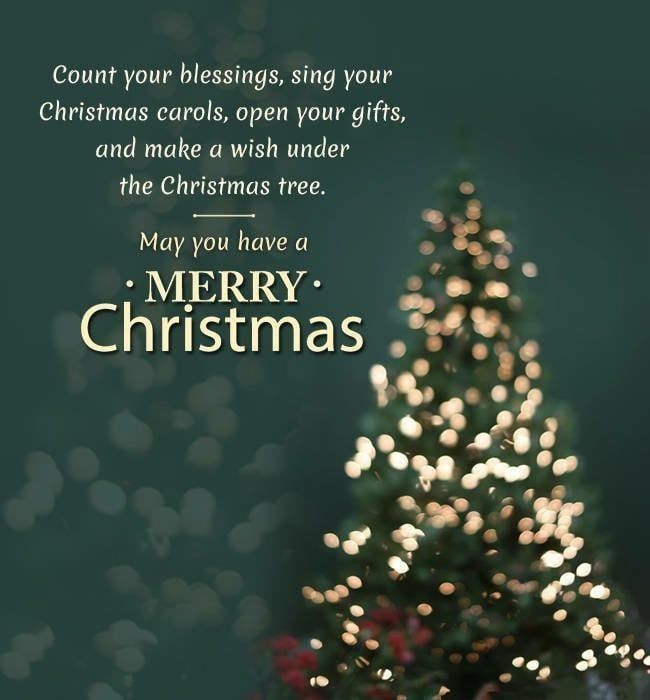 Count your blessings, sing your
Christmas carols, open your gifts,
and make a wish under
the Christmas tree.
May you have a
· MERRY ·
Christmas